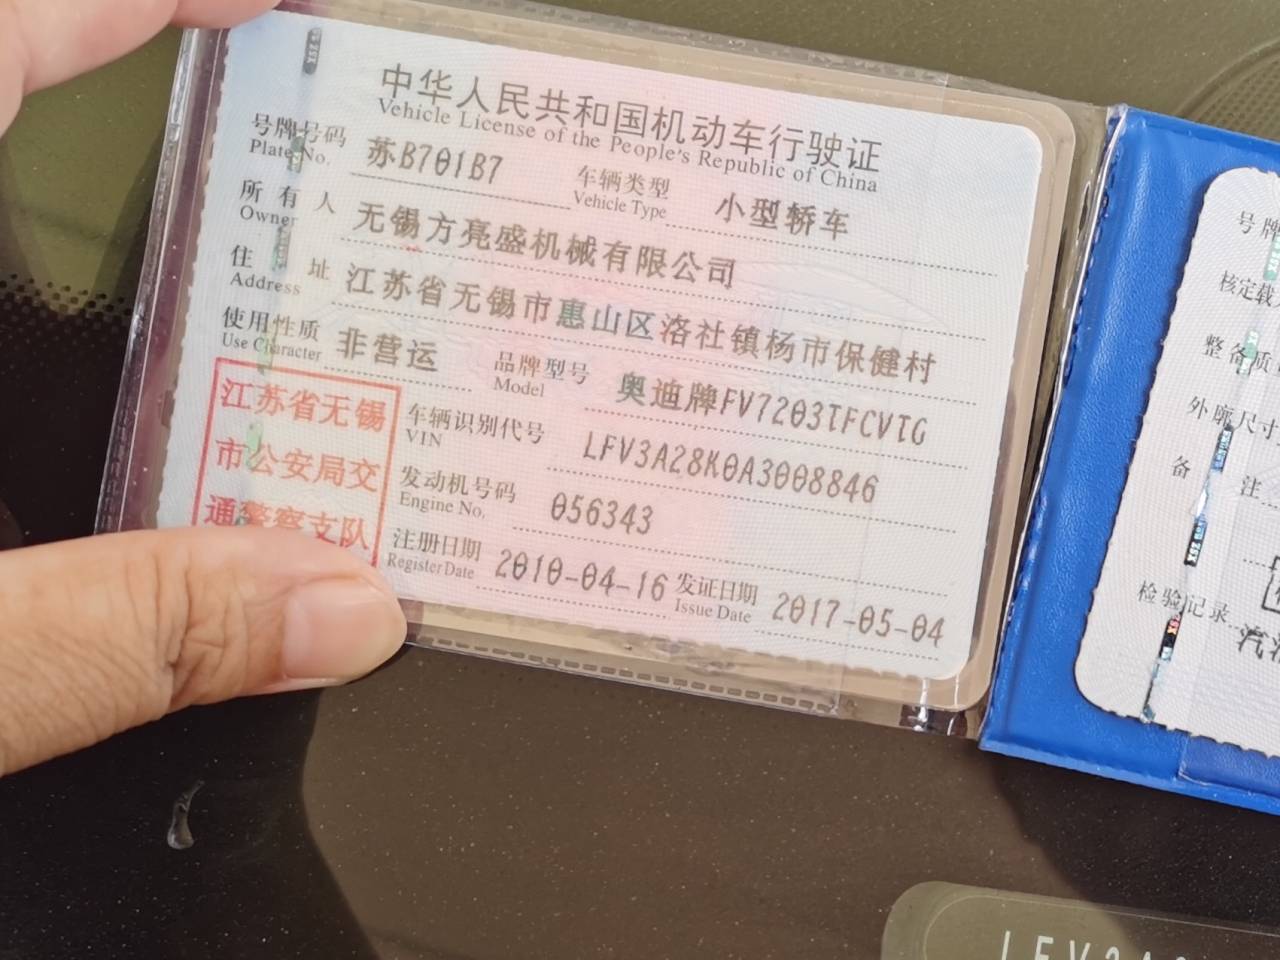 中华人民共和国机动车行驶证
Vehicle License of the People's Republic of China
号牌号码 苏B701B7 车辆类型 小型轿车
Plate No. Vehicle Type
所有人 无锡方亮盛机械有限公司
Owner
住址 江苏省无锡市惠山区洛社镇杨市保健村
Address
使用性质 非营运 品牌型号 奥迪牌FV7203TFCVTG
Use Character Model
车辆识别代号 LFV3A28K0A3008846
VIN
发动机号码 056343
Engine No.
注册日期 2010-04-16 发证日期 2017-05-04
Register Date Issue Date
江苏省无锡
市公安局交
通警察支队
号牌
核定载
整备质
外廓尺寸
备注
检验记录
LFV3A